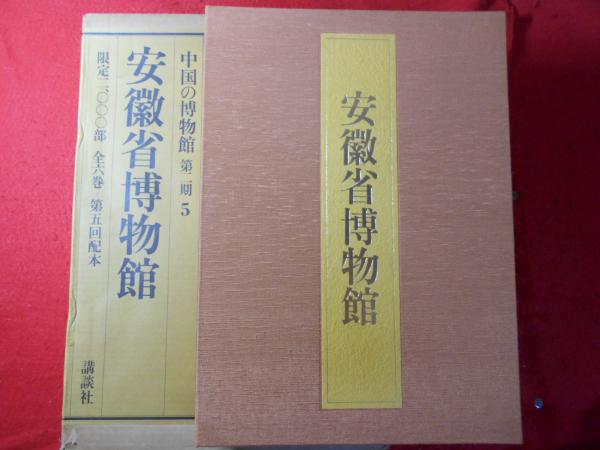 中国の博物館 第二期 5
安徽省博物館
限定二〇〇〇部 全六巻 第五回配本
講談社
安徽省博物館